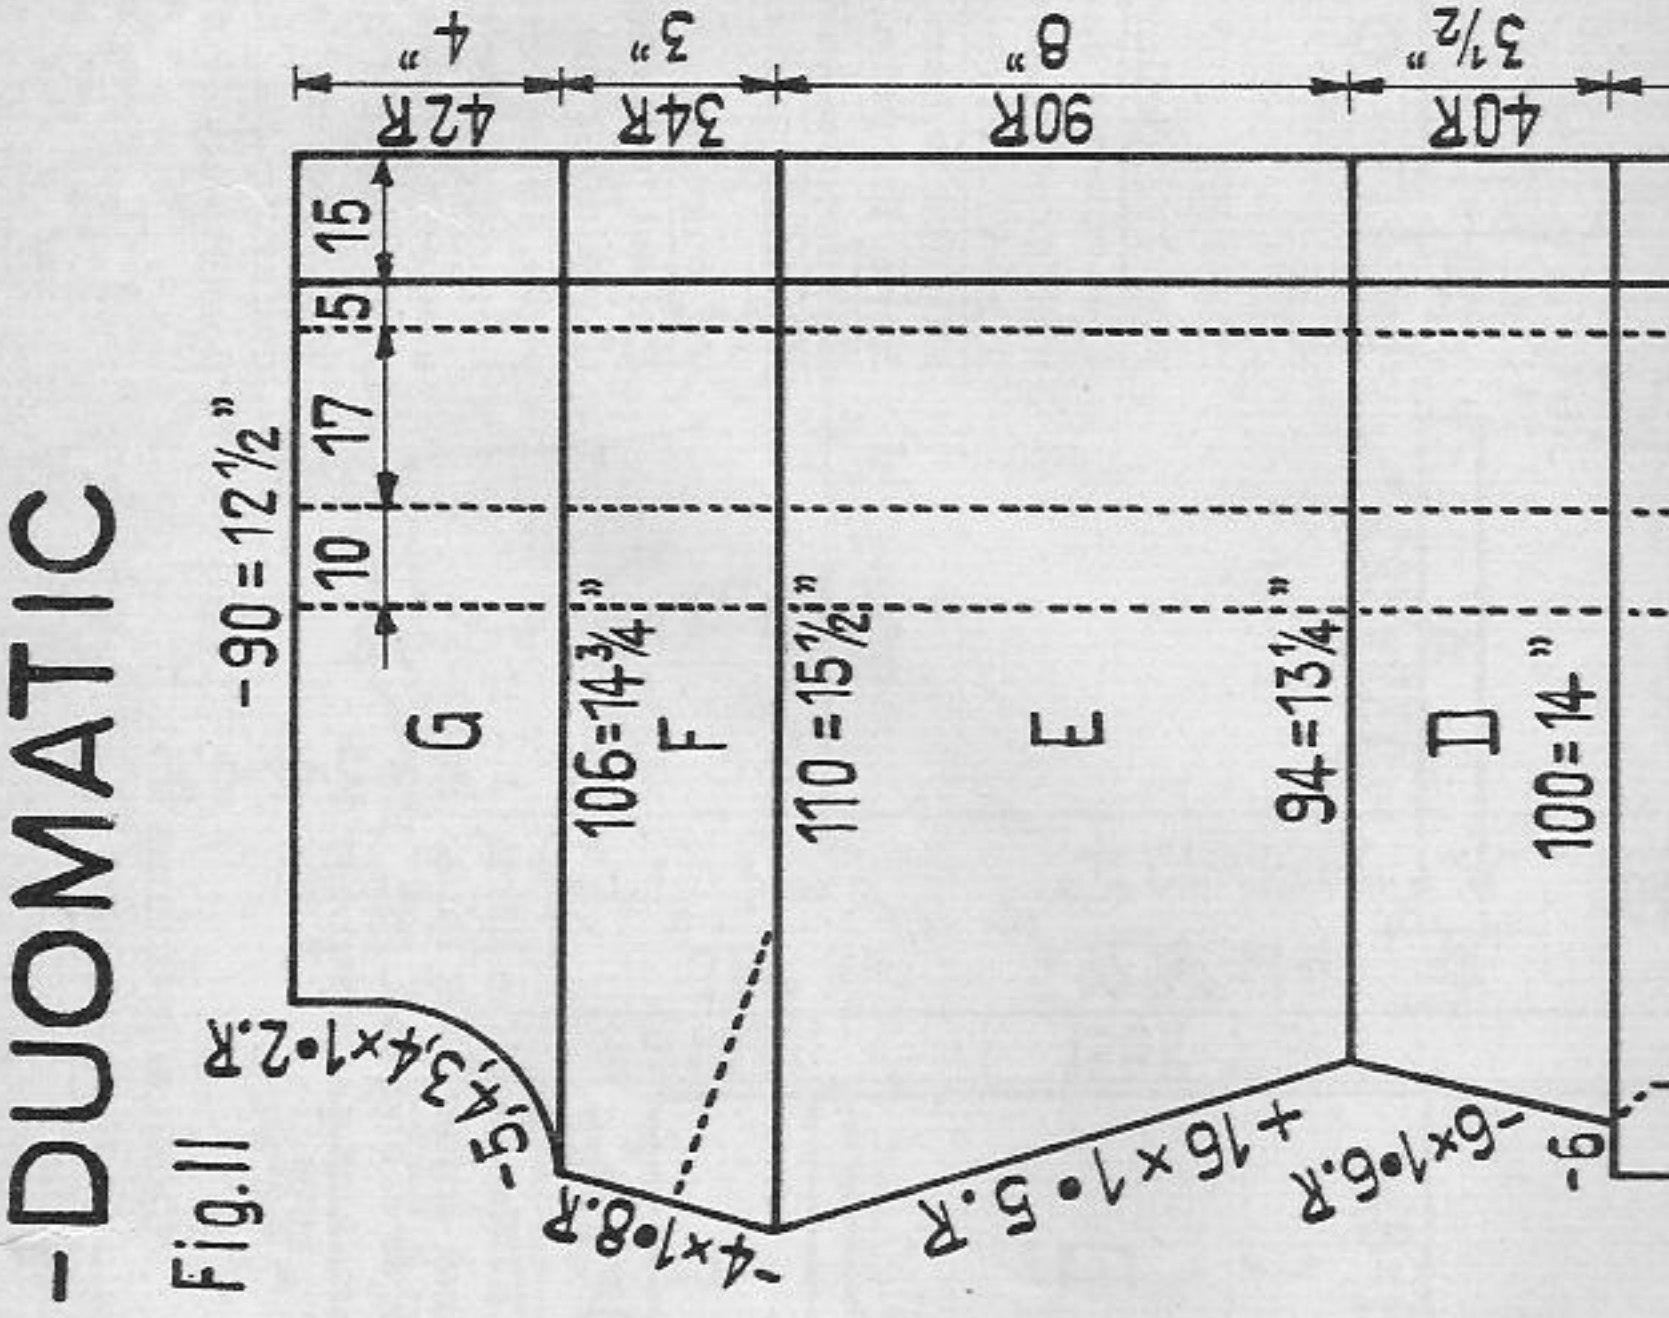 -DUOMATIC
Fig.11
-90=12½”
10 17 5 15
42R 4”
G
-5,4,3,4×1•2.R
106=14¾”
34R 3”
F
-4×1•8.R
110=15½”
90R 8”
E
+16×1•5.R
94=13¼”
40R 3½”
D
-6×1•6.R
100=14”
-6